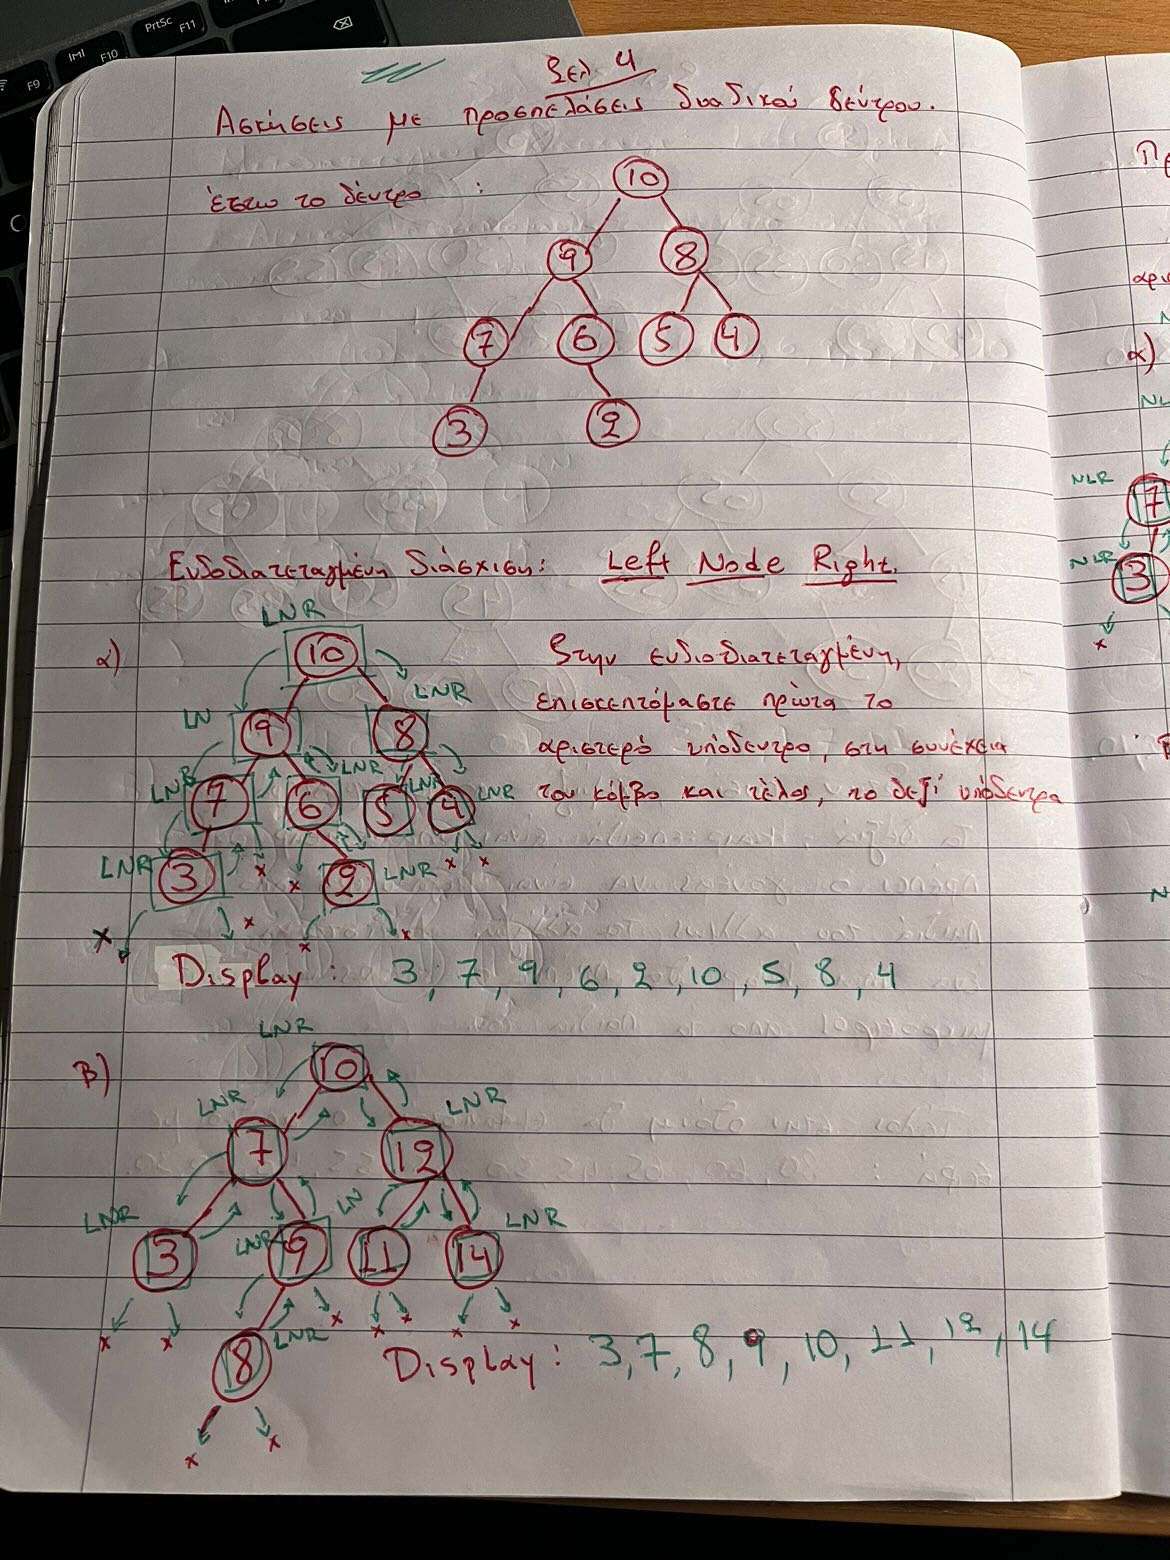 PrtSc
F11
IMI
F10
F9
Σελ 4
Ασκήσεις με προσπελάσεις δυαδικού δέντρου.
έστω το δέντρο :
10
9 8
7 6 5 4
3 2
Ενδοδιατεταγμένη διάσχιση: Left Node Right.
LNR
α) 10
Στην ενδιοδιατεταγμένη,
LNR
επισκεπτόμαστε πρώτα το
LN 9 8
αριστερό υπόδεντρο, στη συνέχεια
LNR
LNR 7 6 5 LNR 4 LNR
τον κόμβο και τέλος, το δεξί υπόδεντρο
LNR 3 x x 2 LNR x x
x x x x
Display : 3, 7, 9, 6, 2, 10, 5, 8, 4
LNR
β) 10
LNR LNR
7 12
LNR LN LNR
3 LNR 9 11 14
x x x x x x x
8 LNR
Display : 3, 7, 8, 9, 10, 11, 12, 14
x x
α)
NLR
7
NLR
3
x